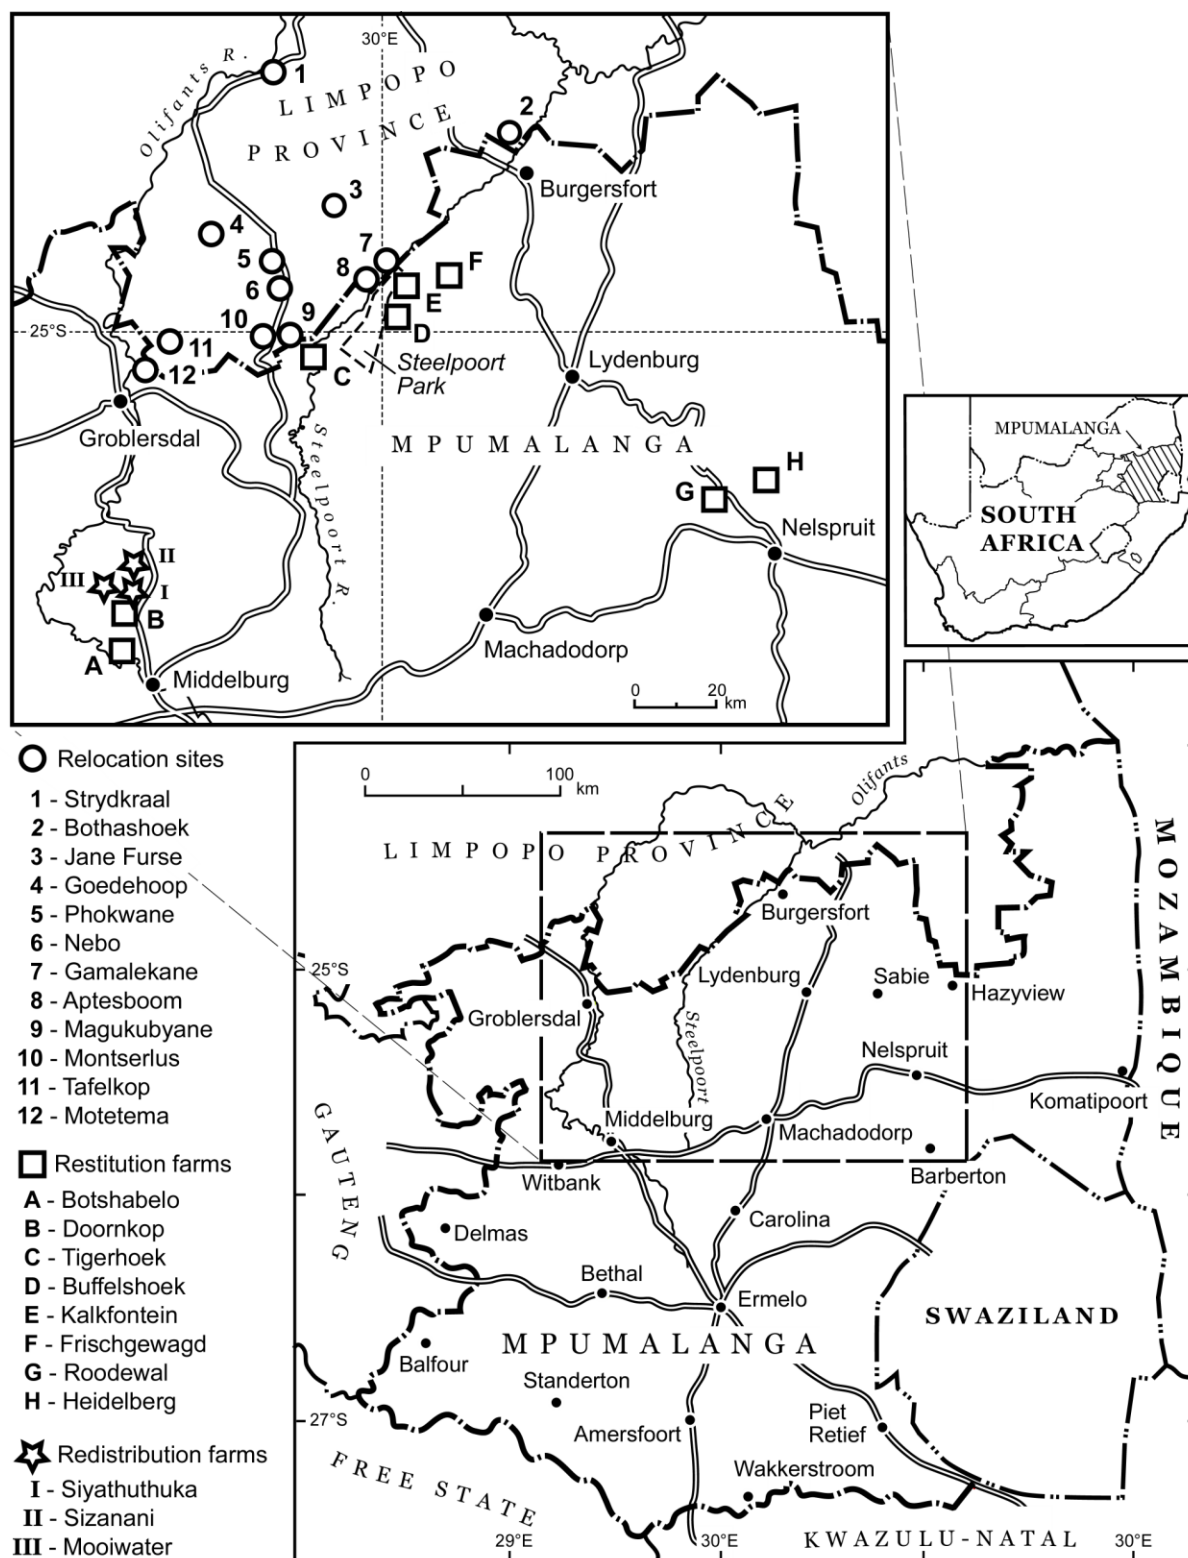 30°E
Olifants R.
1
LIMPOPO
PROVINCE
2
Burgersfort
3
4
5
6
7
8
F
E
D
9
10
25°S
11
12
C
Steelpoort
Park
Lydenburg
Groblersdal
MPUMALANGA
Steelpoort R.
H
G
Nelspruit
II
III
I
B
A
Middelburg
Machadodorp
0 20
km
MPUMALANGA
SOUTH
AFRICA
Relocation sites
1 - Strydkraal
2 - Bothashoek
3 - Jane Furse
4 - Goedehoop
5 - Phokwane
6 - Nebo
7 - Gamalekane
8 - Aptesboom
9 - Magukubyane
10 - Montserlus
11 - Tafelkop
12 - Motetema
Restitution farms
A - Botshabelo
B - Doornkop
C - Tigerhoek
D - Buffelshoek
E - Kalkfontein
F - Frischgewagd
G - Roodewal
H - Heidelberg
Redistribution farms
I - Siyathuthuka
II - Sizanani
III - Mooiwater
0 100
km
Olifants
LIMPOPO PROVINCE
Burgersfort
25°S
Lydenburg
Sabie
Hazyview
Groblersdal
Steelpoort
Nelspruit
Komatipoort
MOZAMBIQUE
Middelburg
Machadodorp
Barberton
Witbank
GAUTENG
Delmas
Carolina
Bethal
Ermelo
SWAZILAND
MPUMALANGA
Balfour
Standerton
Amersfoort
Piet
Retief
27°S
Wakkerstroom
FREE STATE
KWAZULU-NATAL
29°E
30°E
30°E